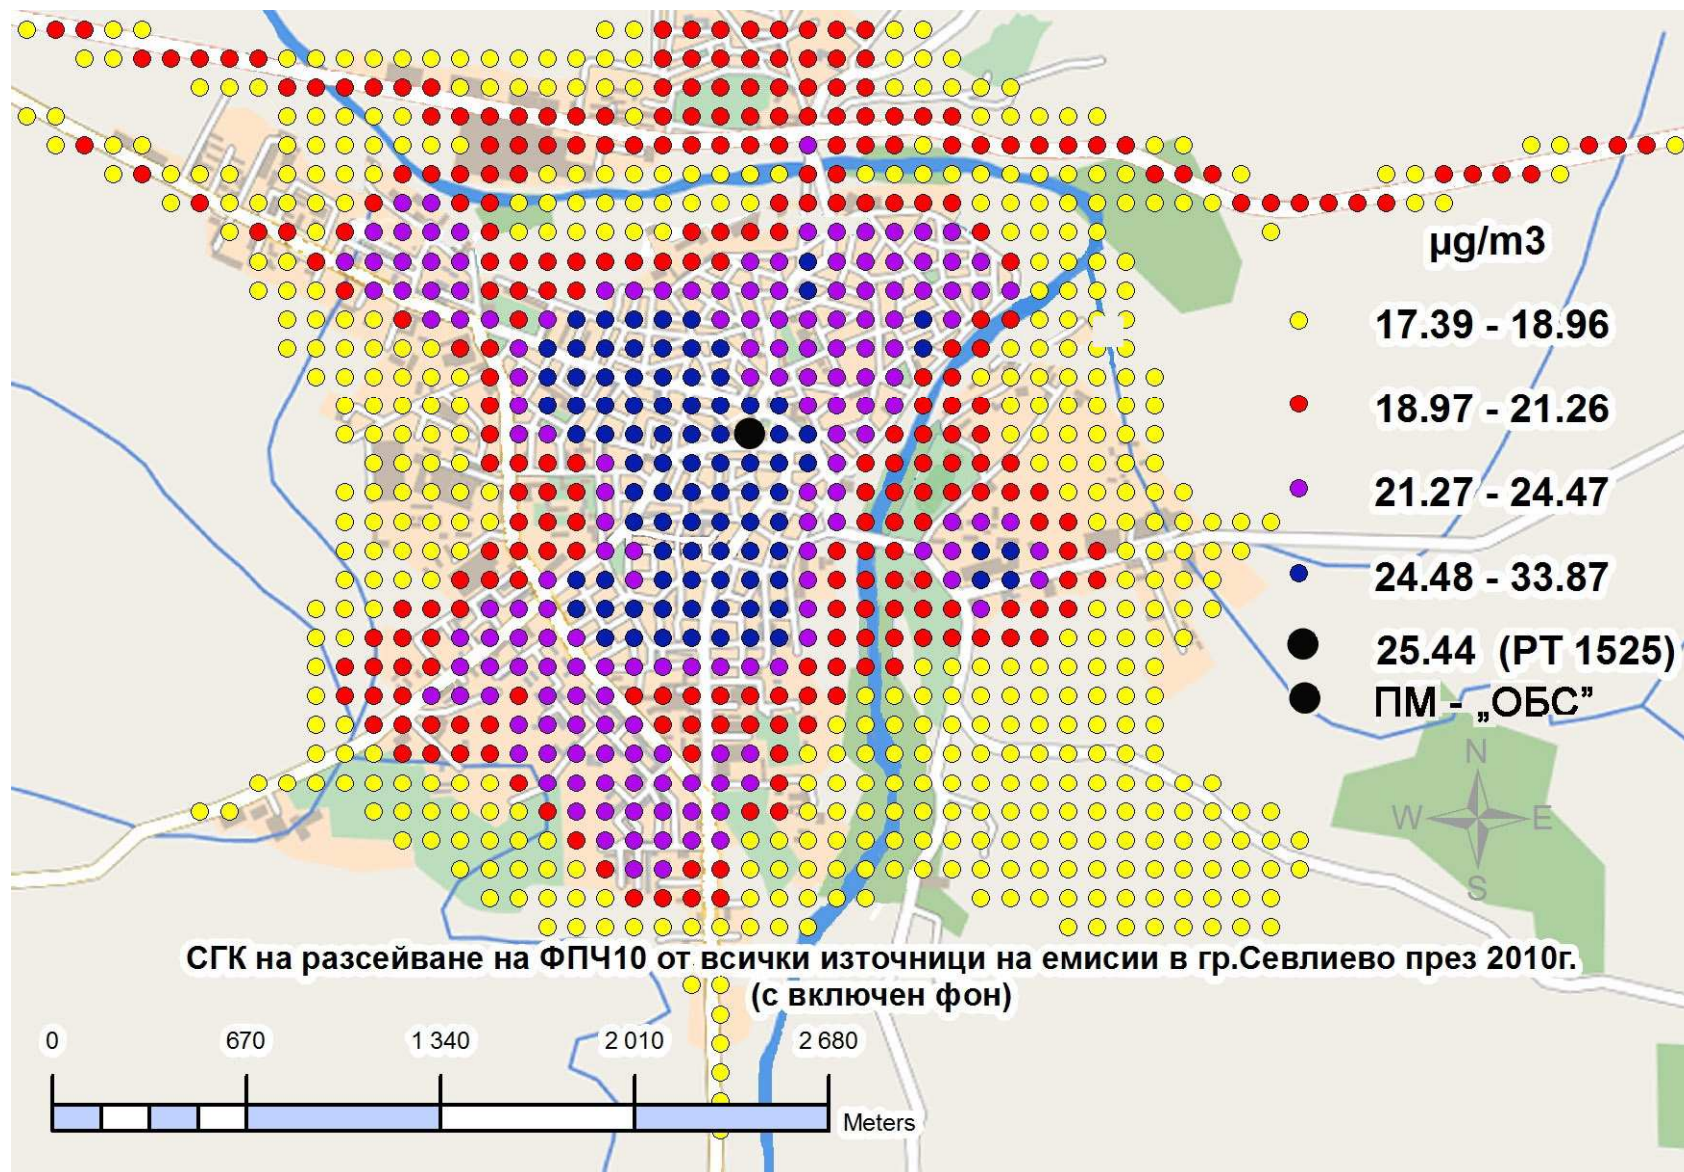 µg/m3
17.39 - 18.96
18.97 - 21.26
21.27 - 24.47
24.48 - 33.87
25.44 (РТ 1525)
ПМ - „ОБС”
N
W E
S
СГК на разсейване на ФПЧ10 от всички източници на емисии в гр.Севлиево през 2010г.
(с включен фон)
0 670 1 340 2 010 2 680
Meters